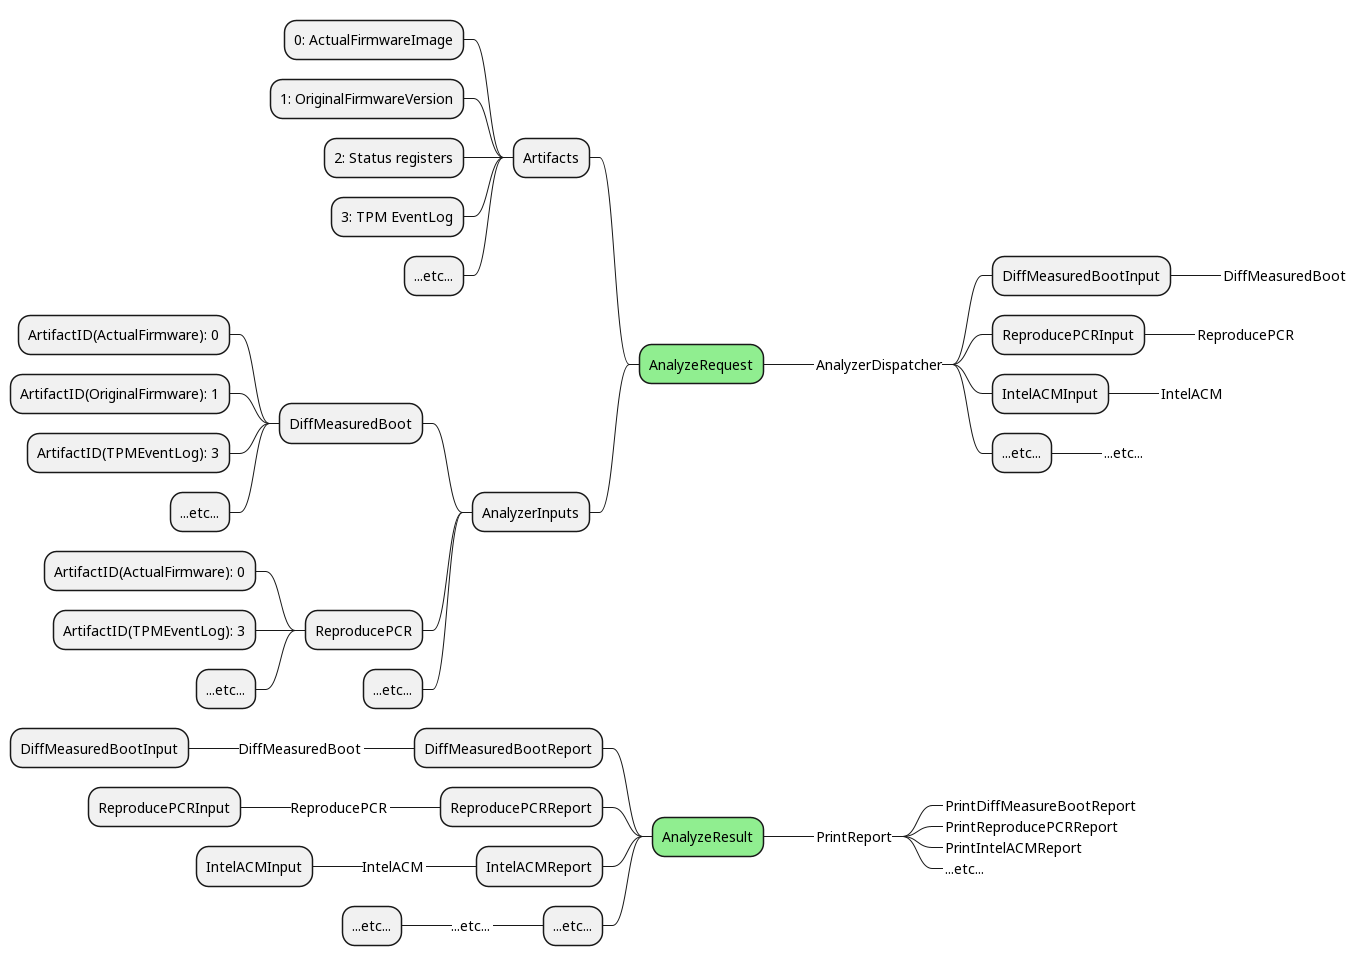 0: ActualFirmwareImage
1: OriginalFirmwareVersion
2: Status registers
3: TPM EventLog
...etc...
Artifacts
ArtifactID(ActualFirmware): 0
ArtifactID(OriginalFirmware): 1
ArtifactID(TPMEventLog): 3
...etc...
DiffMeasuredBoot
ArtifactID(ActualFirmware): 0
ArtifactID(TPMEventLog): 3
...etc...
ReproducePCR
...etc...
AnalyzerInputs
AnalyzeRequest
AnalyzerDispatcher
DiffMeasuredBootInput
DiffMeasuredBoot
ReproducePCRInput
ReproducePCR
IntelACMInput
IntelACM
...etc...
...etc...
DiffMeasuredBootInput
DiffMeasuredBoot
DiffMeasuredBootReport
ReproducePCRInput
ReproducePCR
ReproducePCRReport
IntelACMInput
IntelACM
IntelACMReport
...etc...
...etc...
...etc...
AnalyzeResult
PrintReport
PrintDiffMeasureBootReport
PrintReproducePCRReport
PrintIntelACMReport
...etc...